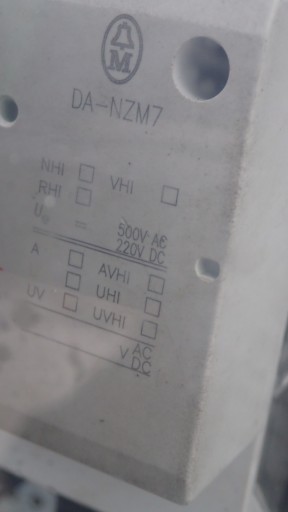 M
DA-NZM7
NHI □ VHI □
RHI □
Ue = 500V AC
220V DC
A □ AVHI □
□ UHI □
UV □ UVHI □
V AC
DC